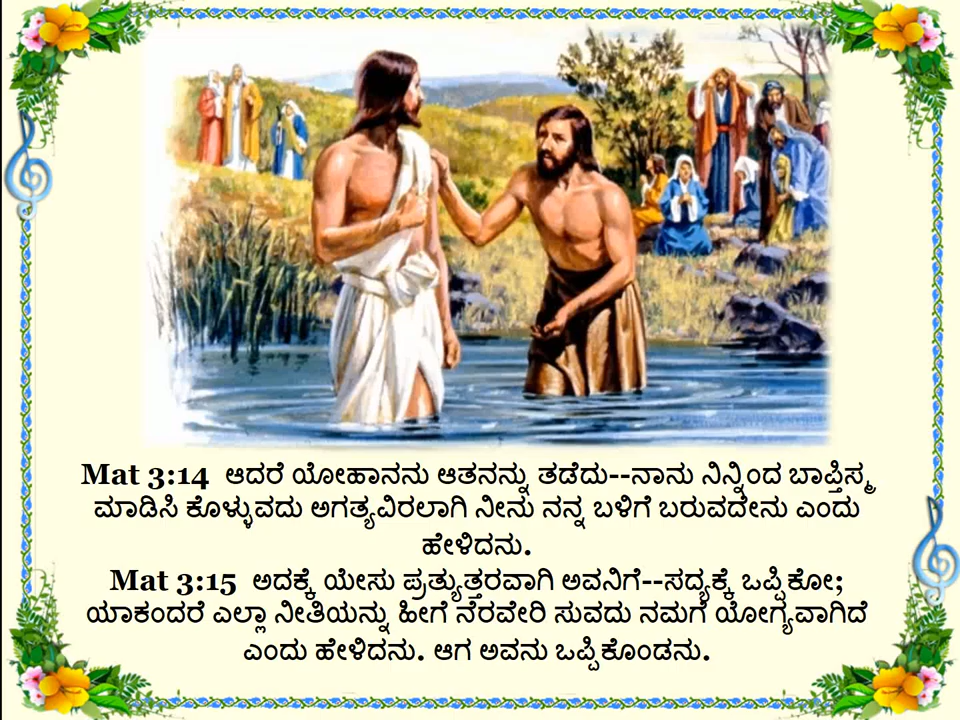 Mat 3:14 ಆದರೆ ಯೋಹಾನನು ಆತನನ್ನು ತಡೆದು--ನಾನು ನಿನ್ನಿಂದ ಬಾಪ್ತಿಸ್ಮ
ಮಾಡಿಸಿ ಕೊಳ್ಳುವದು ಅಗತ್ಯವಿರಲಾಗಿ ನೀನು ನನ್ನ ಬಳಿಗೆ ಬರುವದೇನು ಎಂದು
ಹೇಳಿದನು.
Mat 3:15 ಅದಕ್ಕೆ ಯೇಸು ಪ್ರತ್ಯುತ್ತರವಾಗಿ ಅವನಿಗೆ--ಸದ್ಯಕ್ಕೆ ಒಪ್ಪಿಕೋ;
ಯಾಕಂದರೆ ಎಲ್ಲಾ ನೀತಿಯನ್ನು ಹೀಗೆ ನೆರವೇರಿ ಸುವದು ನಮಗೆ ಯೋಗ್ಯವಾಗಿದೆ
ಎಂದು ಹೇಳಿದನು. ಆಗ ಅವನು ಒಪ್ಪಿಕೊಂಡನು.